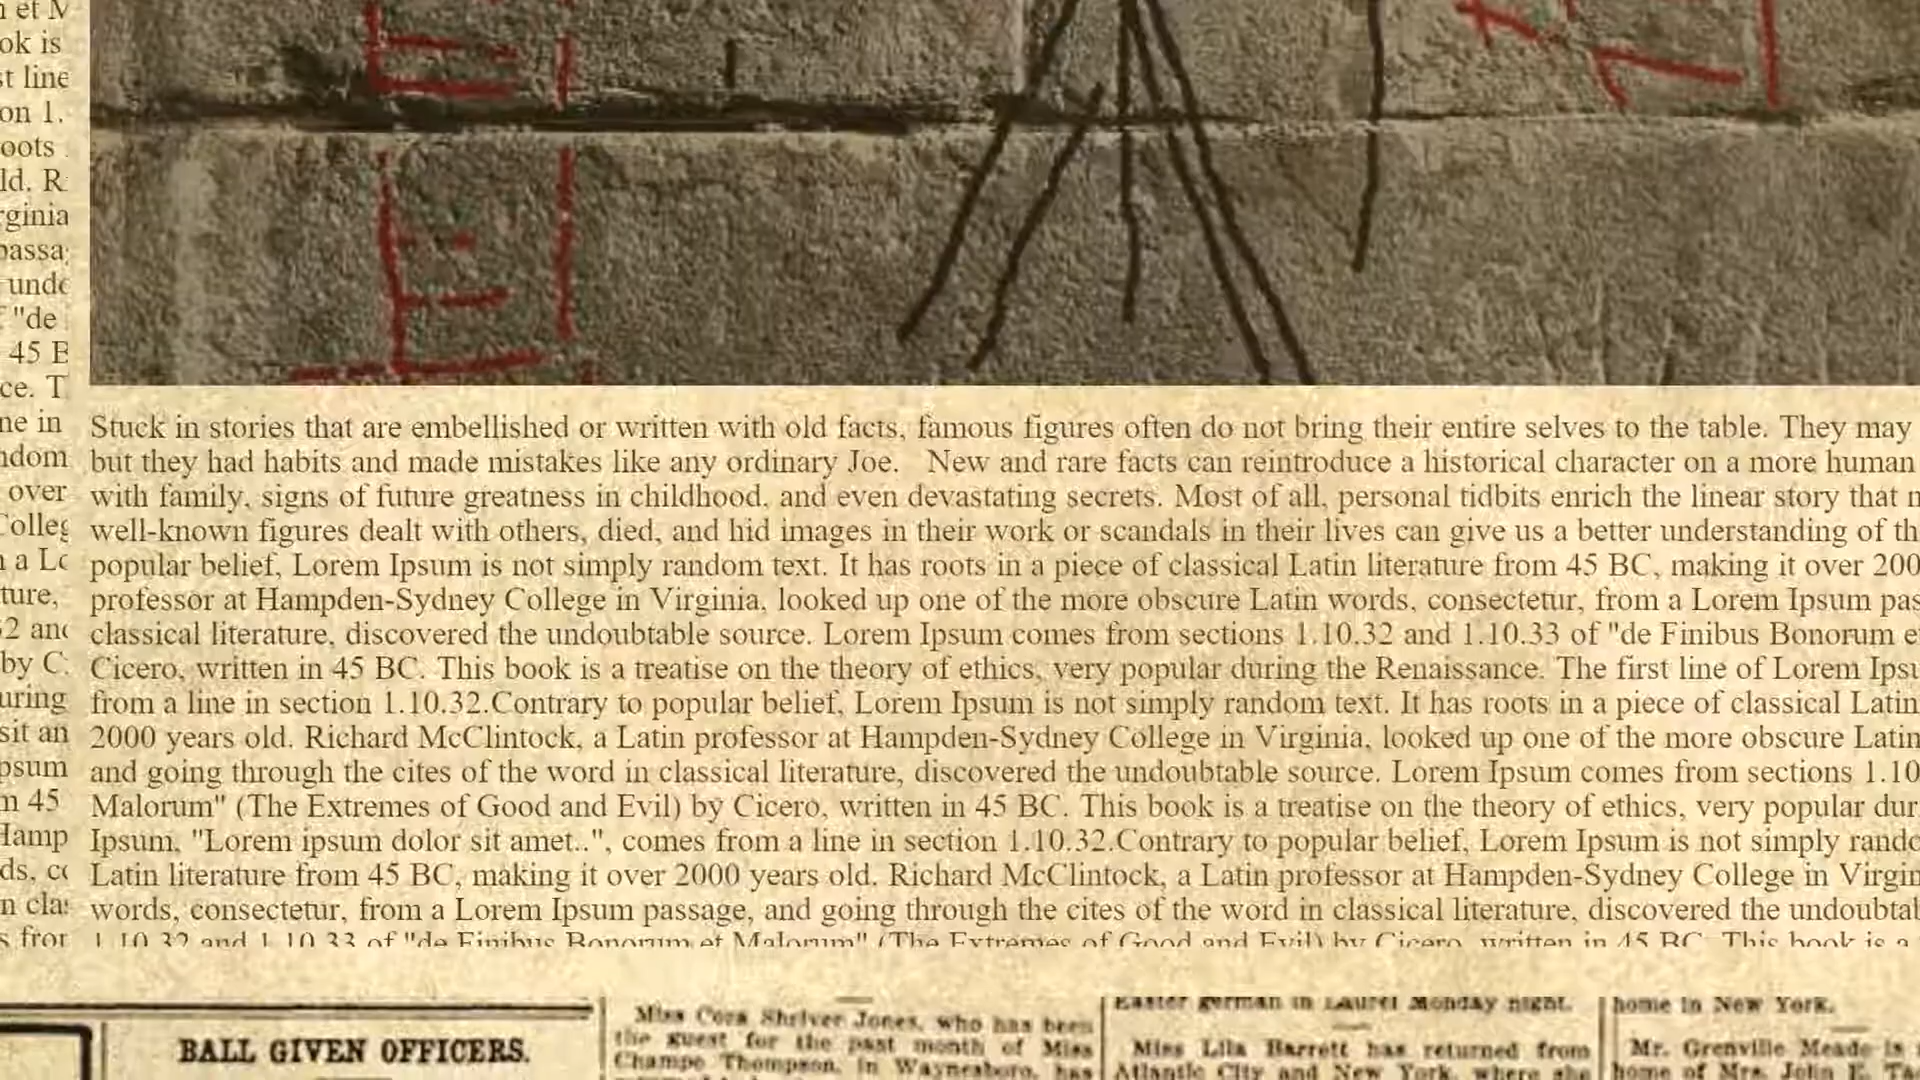 n et M
ok is
st line
on 1.
oots
ld. R
rginia
passa
unde
"de
45 B
ce. T
ne in
ndom
over
Colleg
n a Lo
ture,
32 and
by C
uring
sit an
psum
m 45
Hamp
ds, co
n clas
s from
Stuck in stories that are embellished or written with old facts, famous figures often do not bring their entire selves to the table. They may
but they had habits and made mistakes like any ordinary Joe. New and rare facts can reintroduce a historical character on a more human
with family, signs of future greatness in childhood, and even devastating secrets. Most of all, personal tidbits enrich the linear story that
well-known figures dealt with others, died, and hid images in their work or scandals in their lives can give us a better understanding of th
popular belief, Lorem Ipsum is not simply random text. It has roots in a piece of classical Latin literature from 45 BC, making it over 200
professor at Hampden-Sydney College in Virginia, looked up one of the more obscure Latin words, consectetur, from a Lorem Ipsum pas
classical literature, discovered the undoubtable source. Lorem Ipsum comes from sections 1.10.32 and 1.10.33 of "de Finibus Bonorum e
Cicero, written in 45 BC. This book is a treatise on the theory of ethics, very popular during the Renaissance. The first line of Lorem Ipsu
from a line in section 1.10.32.Contrary to popular belief, Lorem Ipsum is not simply random text. It has roots in a piece of classical Latin
2000 years old. Richard McClintock, a Latin professor at Hampden-Sydney College in Virginia, looked up one of the more obscure Latin
and going through the cites of the word in classical literature, discovered the undoubtable source. Lorem Ipsum comes from sections 1.10
Malorum" (The Extremes of Good and Evil) by Cicero, written in 45 BC. This book is a treatise on the theory of ethics, very popular dur
Ipsum, "Lorem ipsum dolor sit amet..", comes from a line in section 1.10.32.Contrary to popular belief, Lorem Ipsum is not simply rando
Latin literature from 45 BC, making it over 2000 years old. Richard McClintock, a Latin professor at Hampden-Sydney College in Virgin
words, consectetur, from a Lorem Ipsum passage, and going through the cites of the word in classical literature, discovered the undoubtab
1.10.32 and 1.10.33 of "de Finibus Bonorum et Malorum" (The Extremes of Good and Evil) by Cicero, written in 45 BC. This book is a
BALL GIVEN OFFICERS.
Miss Cora Shriver Jones, who has been
the guest for the past month of Miss
Champe Thompson, in Waynesboro, has
Easter german in Laurel Monday night.
Miss Lila Barrett has returned from
Atlantic City and New York, where she
home in New York.
Mr. Grenville Meade is
home of Mrs. John E.